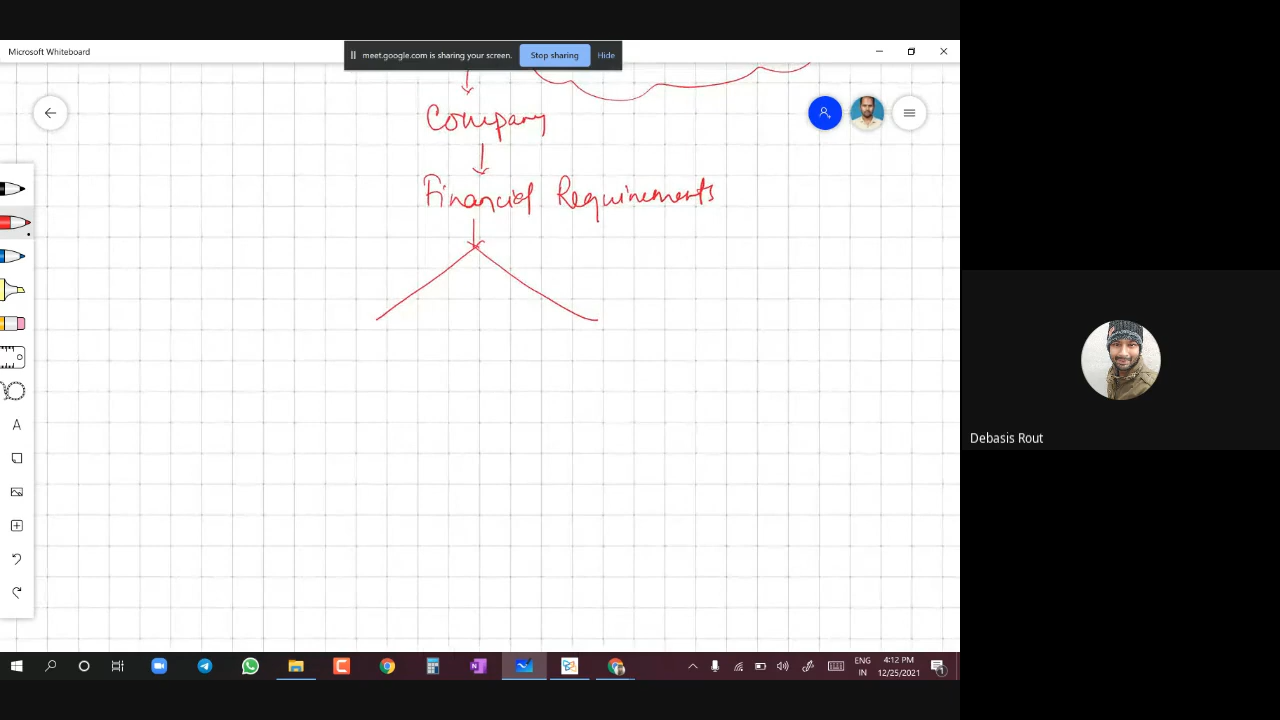 Microsoft Whiteboard
meet.google.com is sharing your screen.
Stop sharing
Hide
Company
Financial Requirements
A
Debasis Rout
ENG
IN
4:12 PM
12/25/2021
1